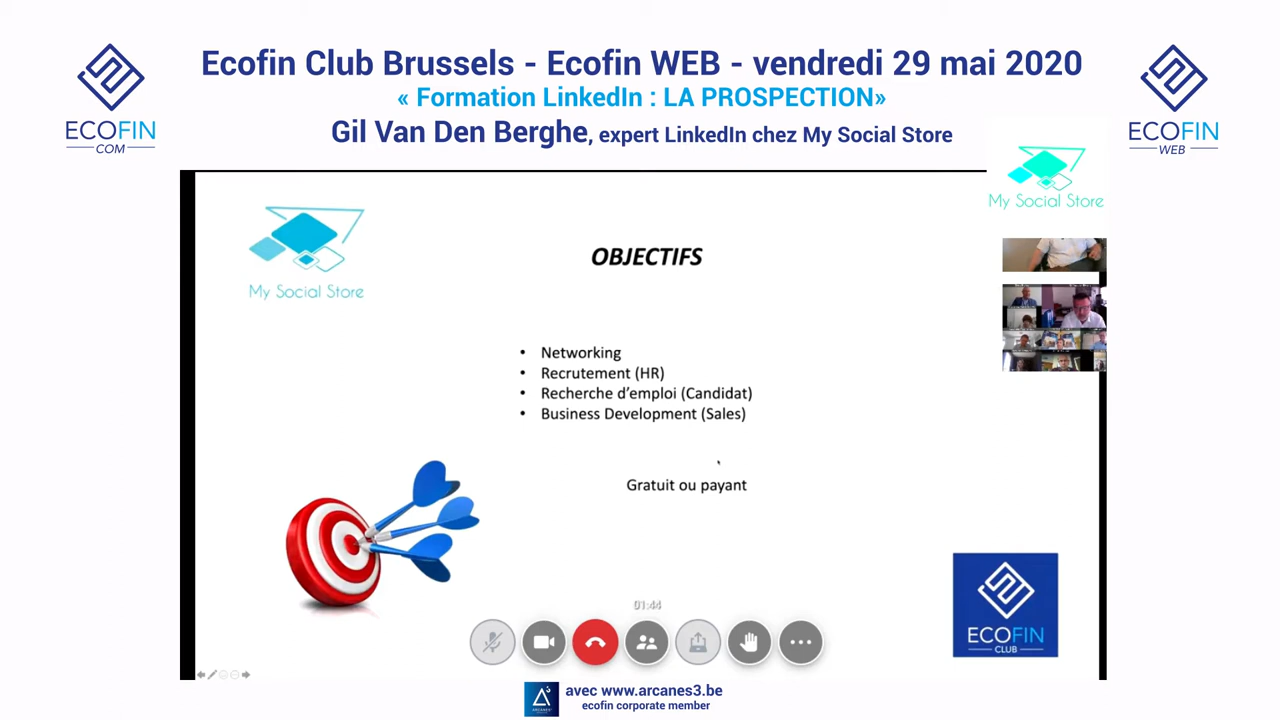 Ecofin Club Brussels - Ecofin WEB - vendredi 29 mai 2020
« Formation LinkedIn : LA PROSPECTION»
Gil Van Den Berghe, expert LinkedIn chez My Social Store
ECOFIN
COM
ECOFIN
WEB
My Social Store
My Social Store
OBJECTIFS
• Networking
• Recrutement (HR)
• Recherche d'emploi (Candidat)
• Business Development (Sales)
Gratuit ou payant
01:44
ECOFIN
CLUB
ARCANES
avec www.arcanes3.be
ecofin corporate member